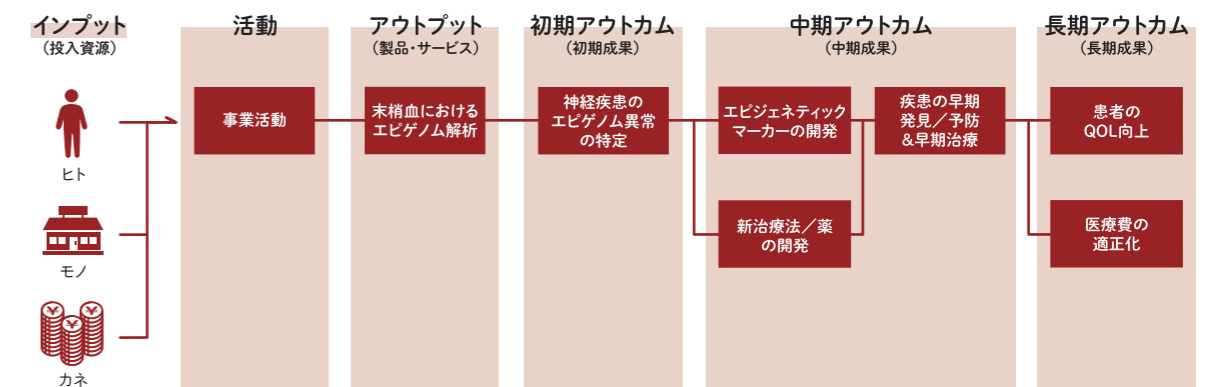 インプット
（投入資源）
ヒト
モノ
¥
¥
¥
カネ
活動
事業活動
アウトプット
（製品・サービス）
末梢血における
エピゲノム解析
初期アウトカム
（初期成果）
神経疾患の
エピゲノム異常
の特定
中期アウトカム
（中期成果）
エピジェネティック
マーカーの開発
新治療法／薬
の開発
疾患の早期
発見／予防
&早期治療
長期アウトカム
（長期成果）
患者の
QOL向上
医療費の
適正化